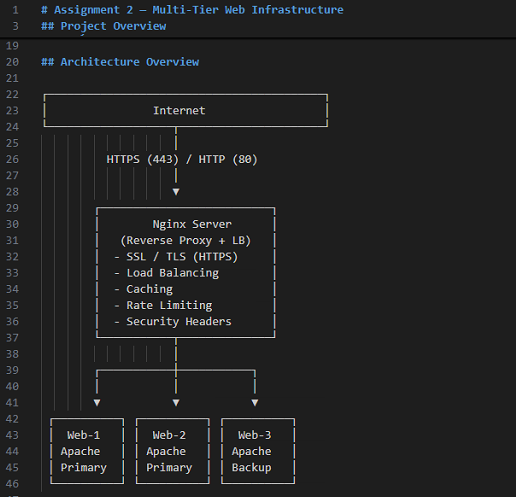 1 # Assignment 2 – Multi-Tier Web Infrastructure
3 ## Project Overview
19
20 ## Architecture Overview
21
22
23 Internet
24
25
26 HTTPS (443) / HTTP (80)
27
28 ▼
29
30 Nginx Server
31 (Reverse Proxy + LB)
32 - SSL / TLS (HTTPS)
33 - Load Balancing
34 - Caching
35 - Rate Limiting
36 - Security Headers
37
38
39
40
41 ▼ ▼ ▼
42
43 Web-1 Web-2 Web-3
44 Apache Apache Apache
45 Primary Primary Backup
46